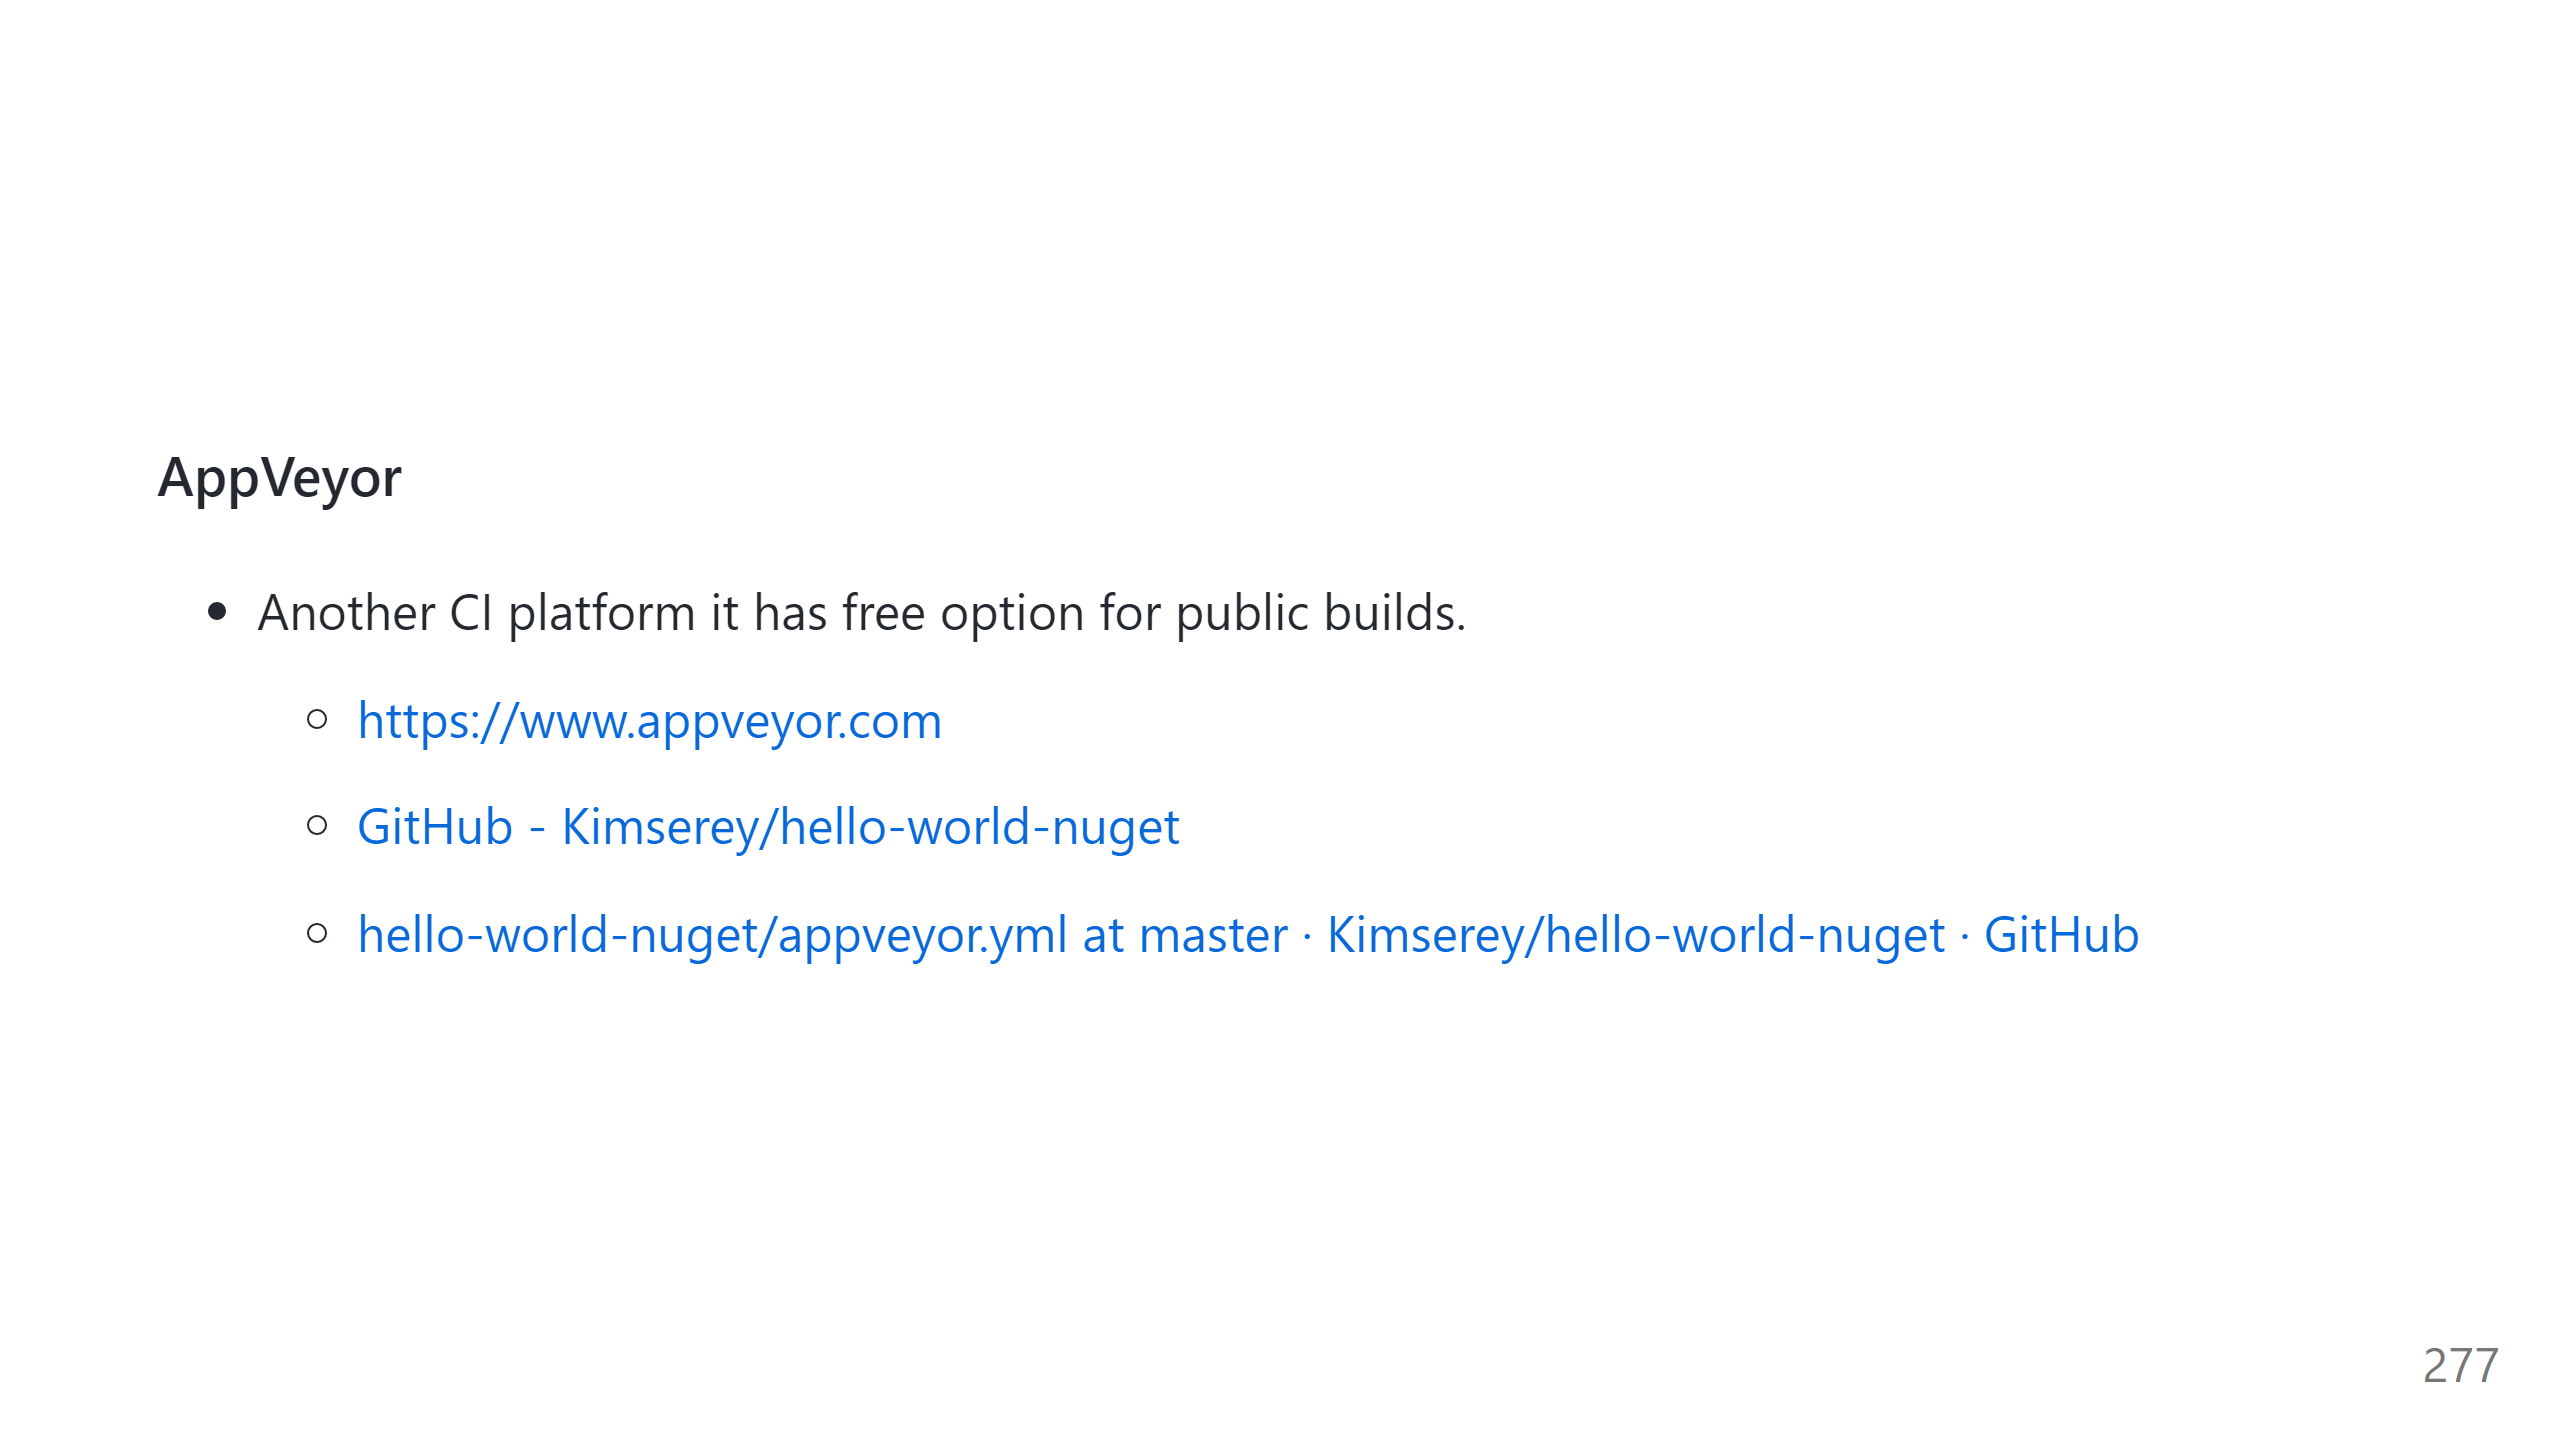 AppVeyor
Another CI platform it has free option for public builds.
https://www.appveyor.com
GitHub - Kimserey/hello-world-nuget
hello-world-nuget/appveyor.yml at master · Kimserey/hello-world-nuget · GitHub
277